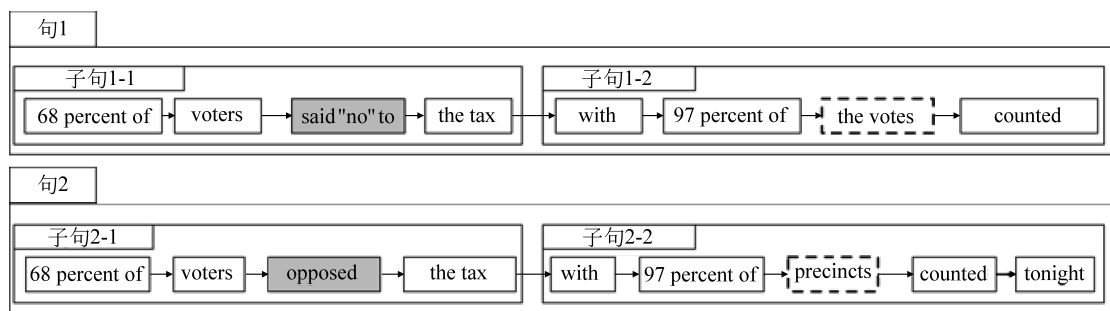 句1
子句1-1 子句1-2
68 percent of voters said "no" to the tax with 97 percent of the votes counted
句2
子句2-1 子句2-2
68 percent of voters opposed the tax with 97 percent of precincts counted tonight